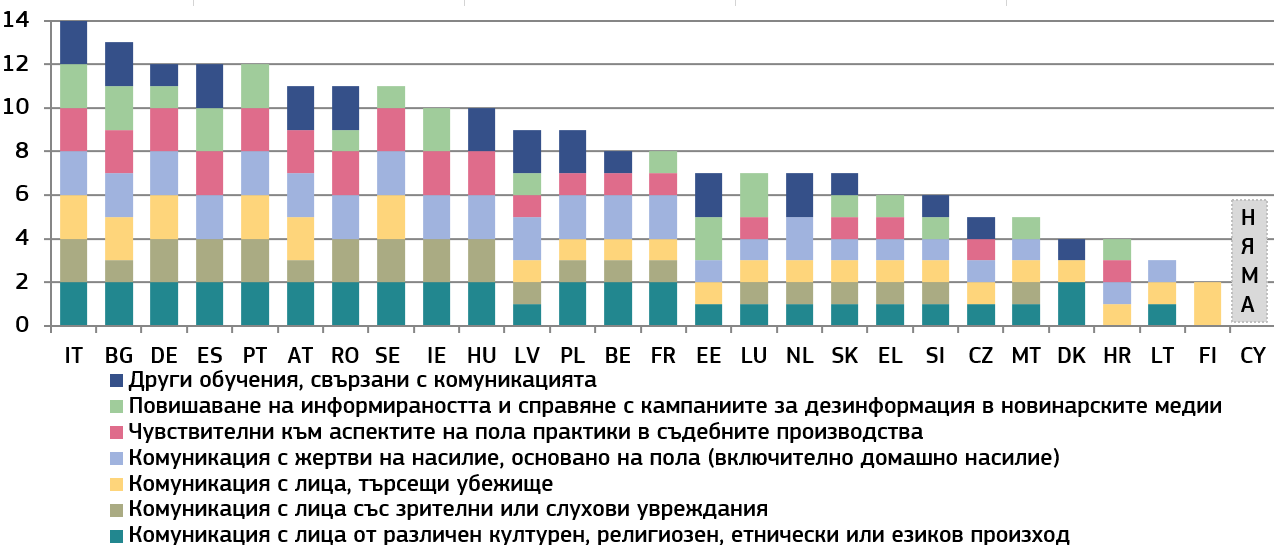 14
12
10
8
6
4
2
0
Н
Я
М
А
IT BG DE ES PT AT RO SE IE HU LV PL BE FR EE LU NL SK EL SI CZ MT DK HR LT FI CY
Други обучения, свързани с комуникацията
Повишаване на информираността и справяне с кампаниите за дезинформация в новинарските медии
Чувствителни към аспектите на пола практики в съдебните производства
Комуникация с жертви на насилие, основано на пола (включително домашно насилие)
Комуникация с лица, търсещи убежище
Комуникация с лица със зрителни или слухови увреждания
Комуникация с лица от различен културен, религиозен, етнически или езиков произход